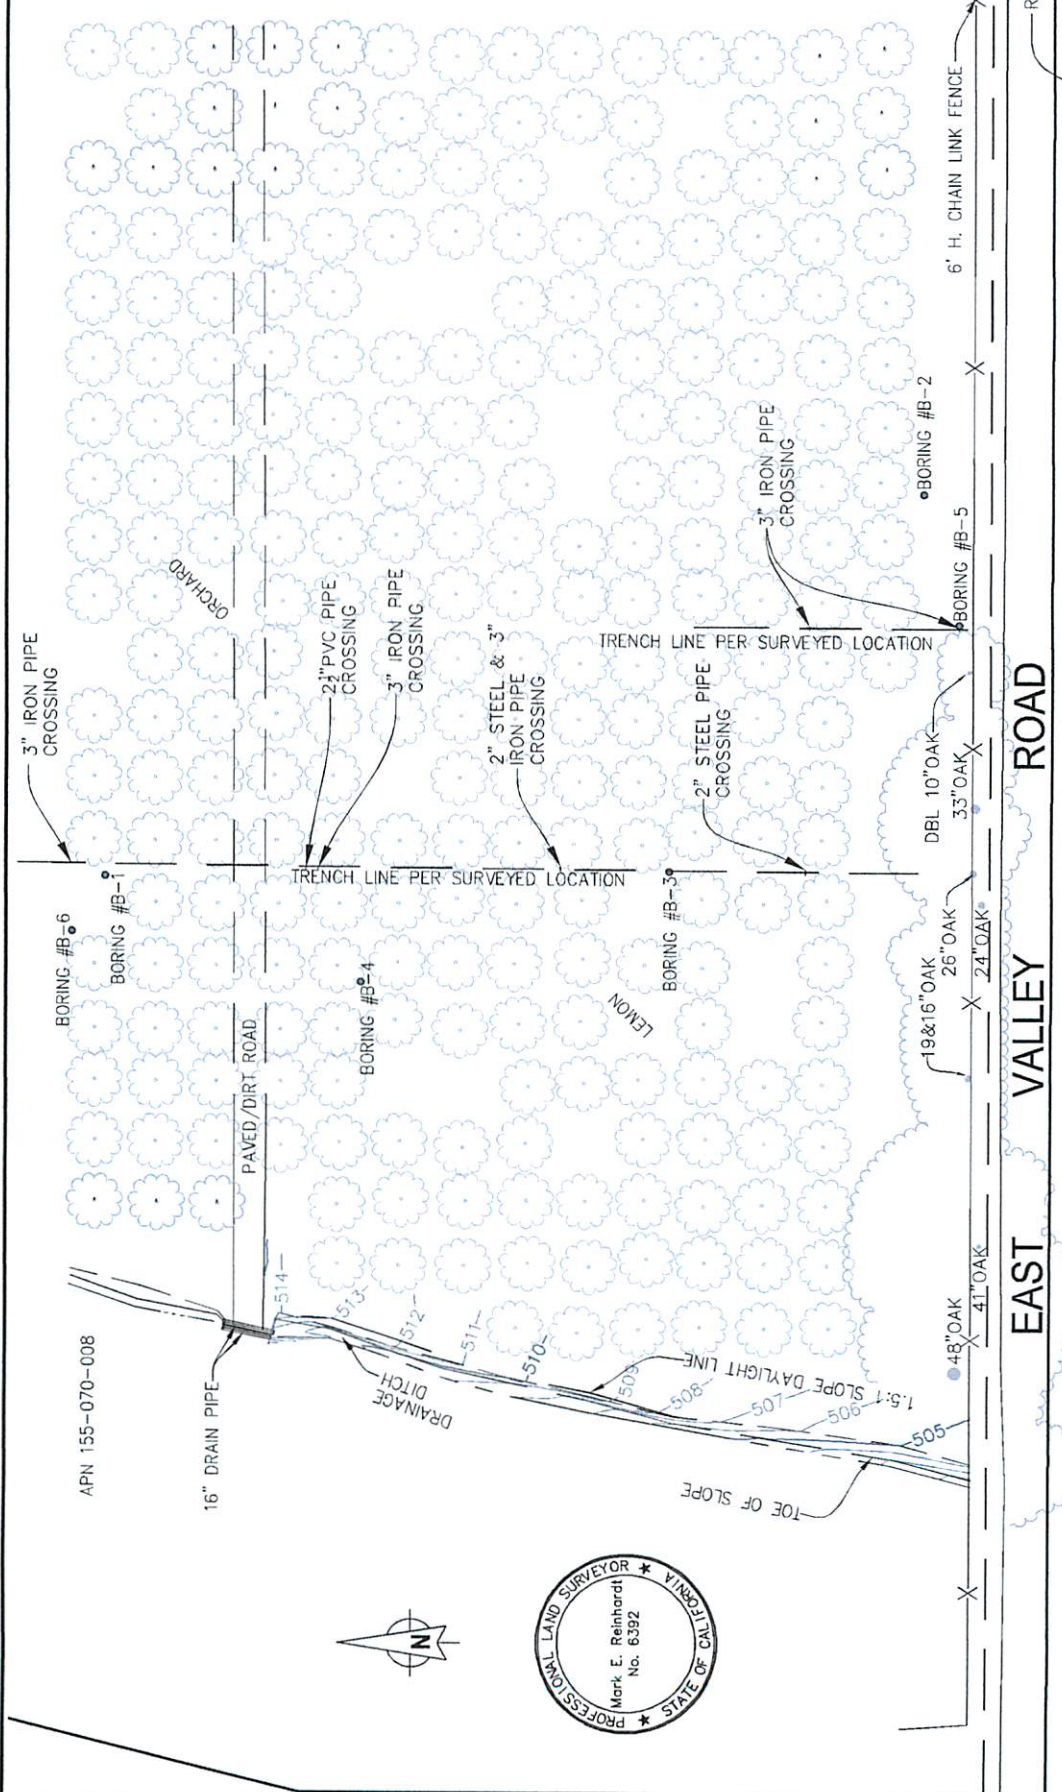 3" IRON PIPE
CROSSING
ORCHARD
2½" PVC PIPE
CROSSING
3" IRON PIPE
CROSSING
2" STEEL & 3"
IRON PIPE
CROSSING
2" STEEL PIPE
CROSSING
3" IRON PIPE
CROSSING
TRENCH LINE PER SURVEYED LOCATION
TRENCH LINE PER SURVEYED LOCATION
BORING #B-6
BORING #B-1
BORING #B-4
BORING #B-3
BORING #B-2
BORING #B-5
6' H. CHAIN LINK FENCE
R
LEMON
PAVED/DIRT ROAD
DBL 10"OAK
33"OAK
26"OAK
24"OAK
19&16"OAK
41"OAK
48"OAK
APN 155-070-008
16" DRAIN PIPE
DRAINAGE
DITCH
514
513
512
511
510
509
508
507
506
505
1.5:1 SLOPE DAYLIGHT LINE
TOE OF SLOPE
N
PROFESSIONAL LAND SURVEYOR
Mark E. Reinhardt
No. 6392
STATE OF CALIFORNIA
EAST VALLEY ROAD